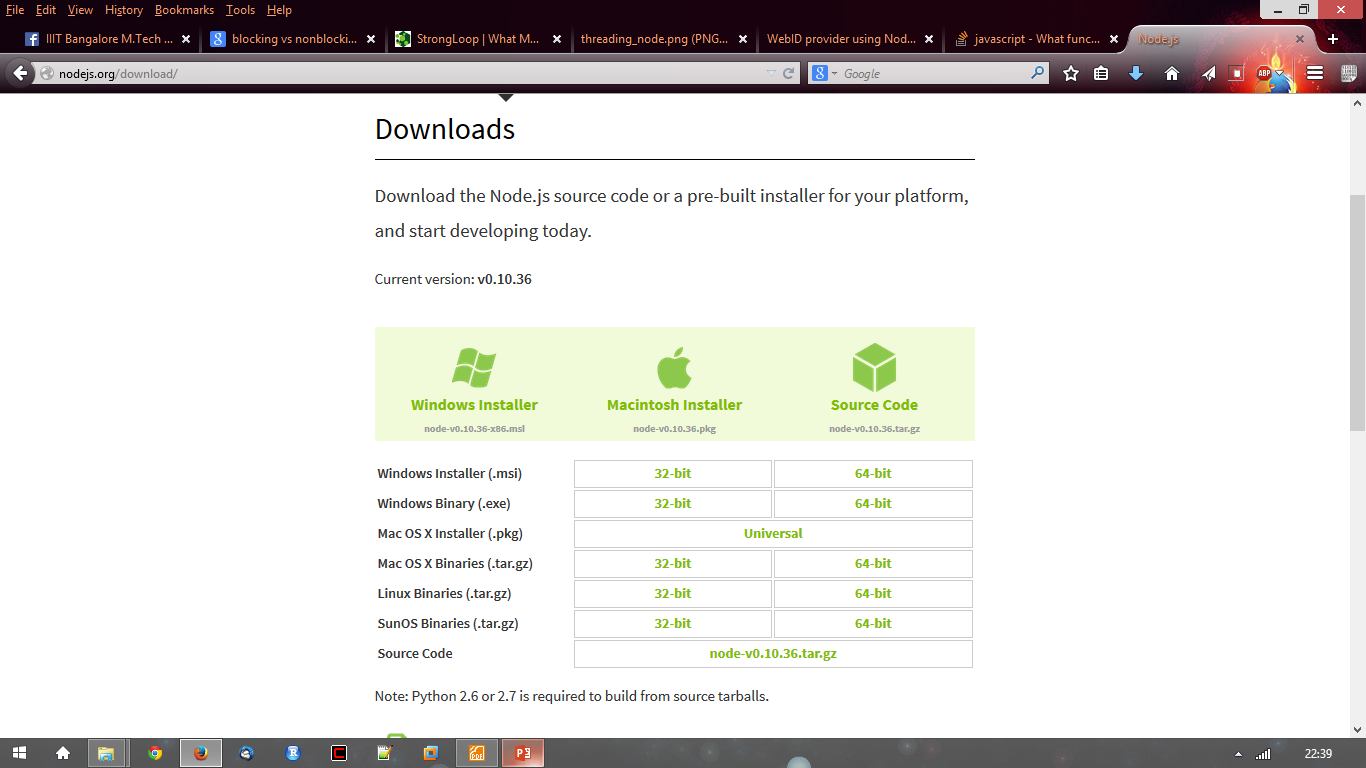 File Edit View History Bookmarks Tools Help
IIIT Bangalore M.Tech ... blocking vs nonblocki... StrongLoop | What M... threading_node.png (PNG... WebID provider using Nod... javascript - What func... Node.js
nodejs.org/download/ Google ABP
Downloads
Download the Node.js source code or a pre-built installer for your platform,
and start developing today.
Current version: v0.10.36
Windows Installer Macintosh Installer Source Code
node-v0.10.36-x86.msi node-v0.10.36.pkg node-v0.10.36.tar.gz
Windows Installer (.msi) 32-bit 64-bit
Windows Binary (.exe) 32-bit 64-bit
Mac OS X Installer (.pkg) Universal
Mac OS X Binaries (.tar.gz) 32-bit 64-bit
Linux Binaries (.tar.gz) 32-bit 64-bit
SunOS Binaries (.tar.gz) 32-bit 64-bit
Source Code node-v0.10.36.tar.gz
Note: Python 2.6 or 2.7 is required to build from source tarballs.
22:39